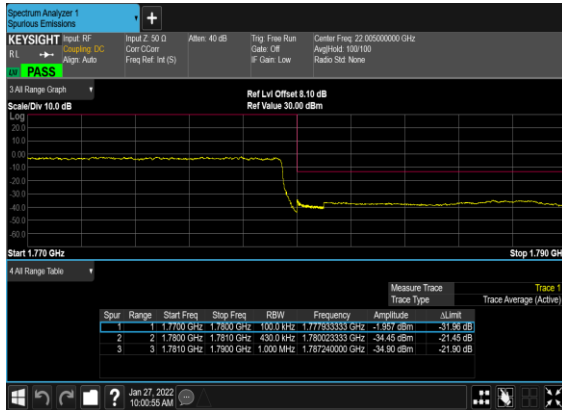 Spectrum Analyzer 1
Spurious Emissions
+
KEYSIGHT Input: RF Input Z: 50 Ω Atten: 40 dB Trig: Free Run Center Freq: 22.005000000 GHz
RL Coupling: DC Corr CCorr Gate: Off Avg|Hold: 100/100
Align: Auto Freq Ref: Int (S) IF Gain: Low Radio Std: None
PASS
3 All Range Graph
Ref Lvl Offset 8.10 dB
Scale/Div 10.0 dB Ref Value 30.00 dBm
Log
20.0
10.0
0.00
-10.0
-20.0
-30.0
-40.0
-50.0
-60.0
Start 1.770 GHz Stop 1.790 GH
4 All Range Table
Measure Trace Trace 1
Trace Type Trace Average (Active)
Spur Range Start Freq Stop Freq RBW Frequency Amplitude ΔLimit
1 1 1.7700 GHz 1.7800 GHz 100.0 kHz 1.777933333 GHz -1.957 dBm -31.96 dB
2 2 1.7800 GHz 1.7810 GHz 430.0 kHz 1.780023333 GHz -34.45 dBm -21.45 dB
3 3 1.7810 GHz 1.7900 GHz 1.000 MHz 1.787240000 GHz -34.90 dBm -21.90 dB
? Jan 27, 2022
10:00:55 AM